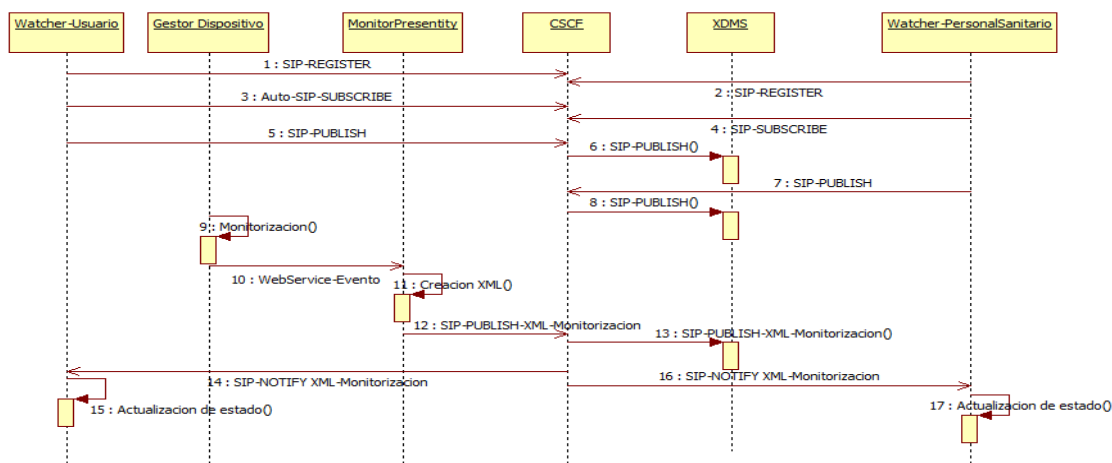 Watcher-Usuario
Gestor Dispositivo
MonitorPresentity
CSCF
XDMS
Watcher-PersonalSanitario
1 : SIP-REGISTER
2 : SIP-REGISTER
3 : Auto-SIP-SUBSCRIBE
4 : SIP-SUBSCRIBE
5 : SIP-PUBLISH
6 : SIP-PUBLISH()
7 : SIP-PUBLISH
8 : SIP-PUBLISH()
9 : Monitorizacion()
10 : WebService-Evento
11 : Creacion XML()
12 : SIP-PUBLISH-XML-Monitorizacion
13 : SIP-PUBLISH-XML-Monitorizacion()
14 : SIP-NOTIFY XML-Monitorizacion
16 : SIP-NOTIFY XML-Monitorizacion
15 : Actualizacion de estado()
17 : Actualizacion de estado()